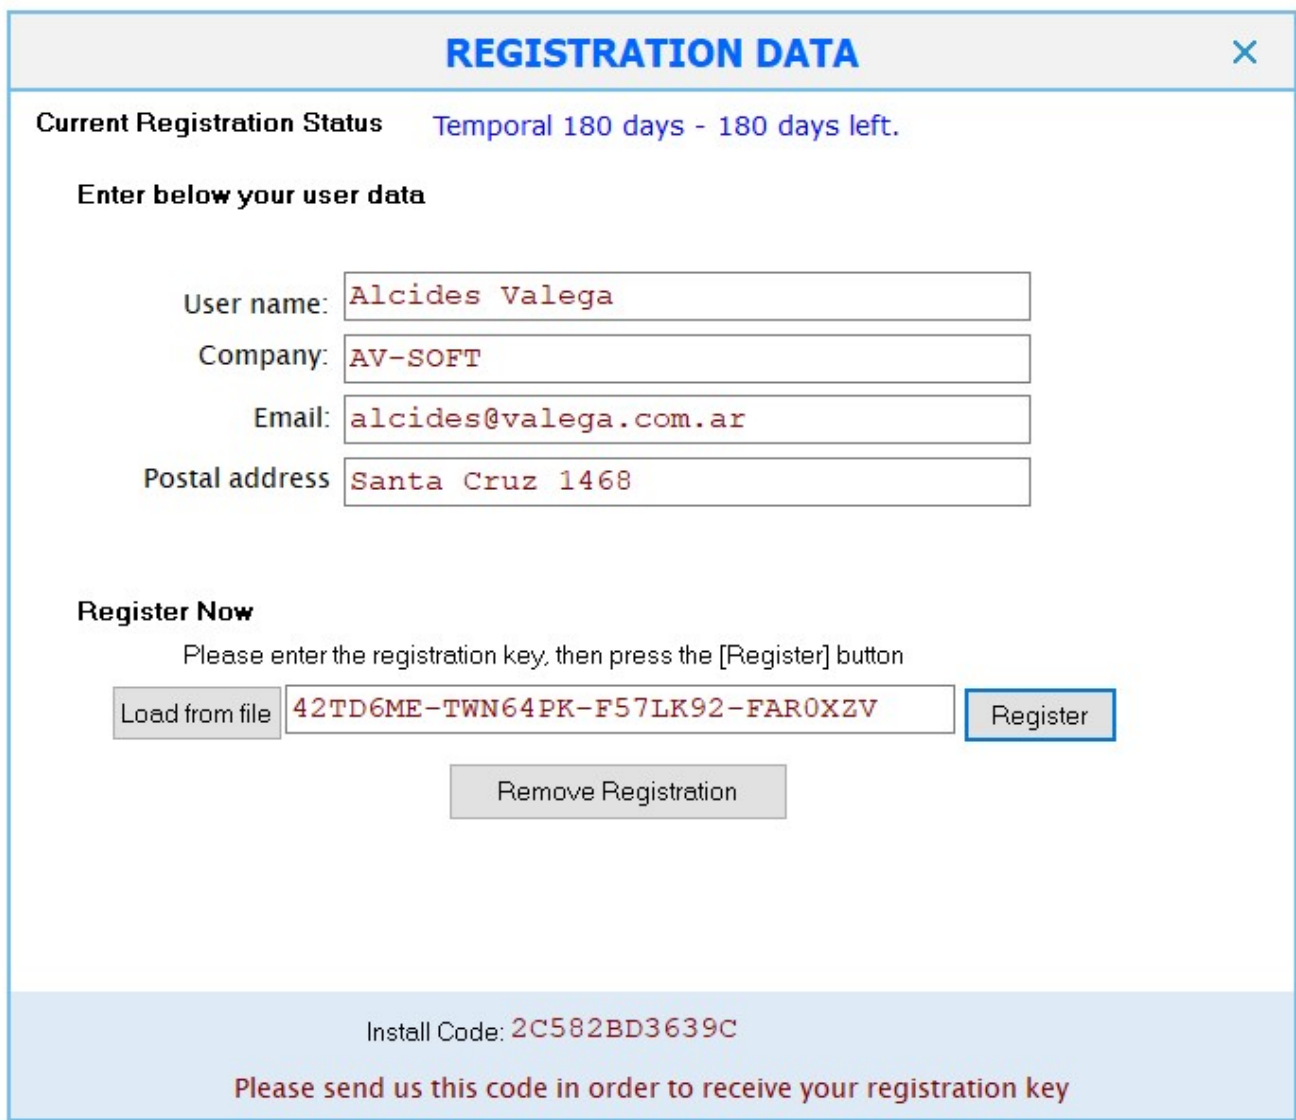 REGISTRATION DATA
Current Registration Status Temporal 180 days - 180 days left.
Enter below your user data
User name: Alcides Valega
Company: AV-SOFT
Email: alcides@valega.com.ar
Postal address Santa Cruz 1468
Register Now
Please enter the registration key, then press the [Register] button
Load from file 42TD6ME-TWN64PK-F57LK92-FAR0XZV Register
Remove Registration
Install Code: 2C582BD3639C
Please send us this code in order to receive your registration key